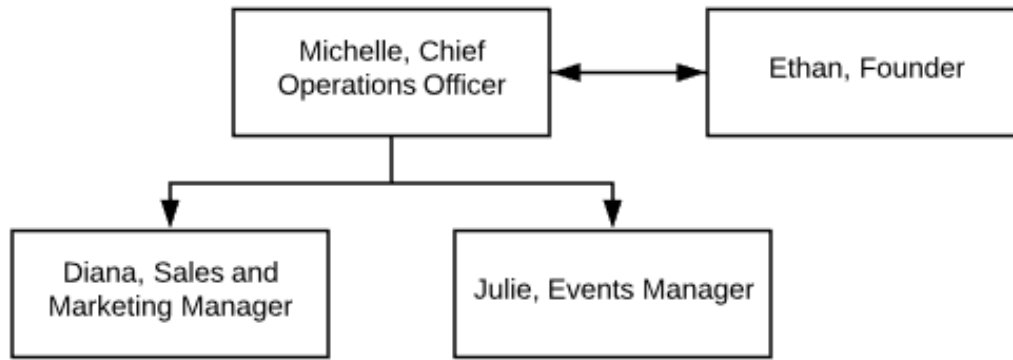 Michelle, Chief
Operations Officer
Ethan, Founder
Diana, Sales and
Marketing Manager
Julie, Events Manager